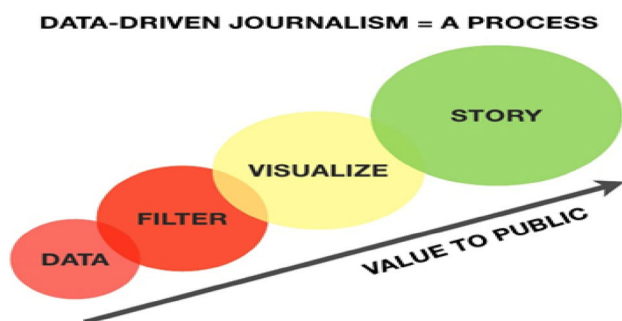 DATA-DRIVEN JOURNALISM = A PROCESS
STORY
VISUALIZE
FILTER
DATA
VALUE TO PUBLIC